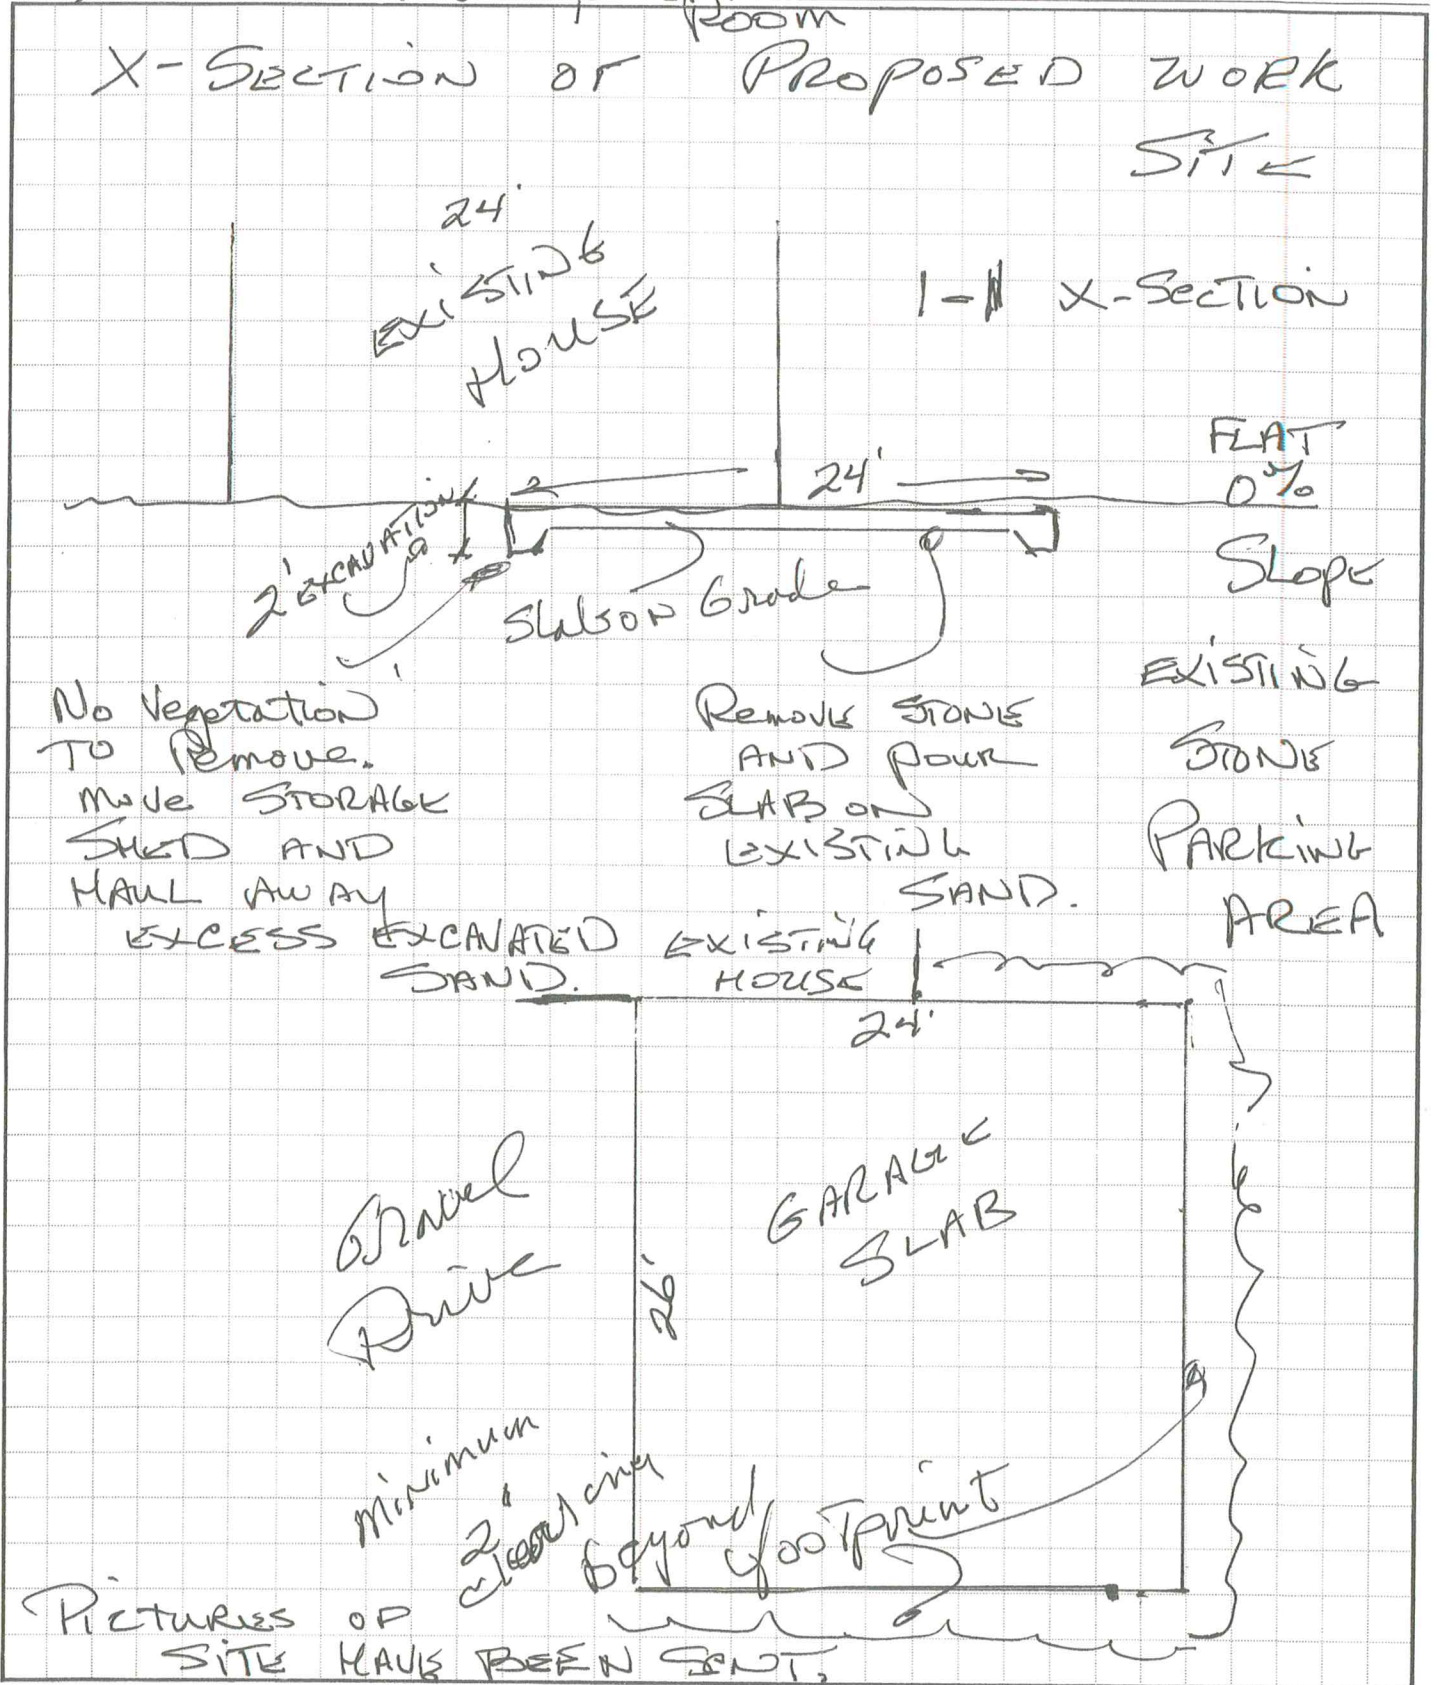 Room
X-SECTION OF PROPOSED WORK
SITE
24'
EXISTING
HOUSE
1-1 X-SECTION
FLAT
0%
SLOPE
24'
2' EXCAVATION
Slab on Grade
EXISTING
STONE
PARKING
AREA
No Vegetation
TO Remove.
Move STORAGE
SHED AND
HAUL AWAY
EXCESS EXCAVATED
SAND.
Remove STONE
AND POUR
SLAB ON
EXISTING
SAND.
EXISTING
HOUSE
24'
Gravel
Drive
26'
GARAGE
SLAB
minimum
2' clearing
beyond footprint
PICTURES OF
SITE HAVE BEEN SENT.